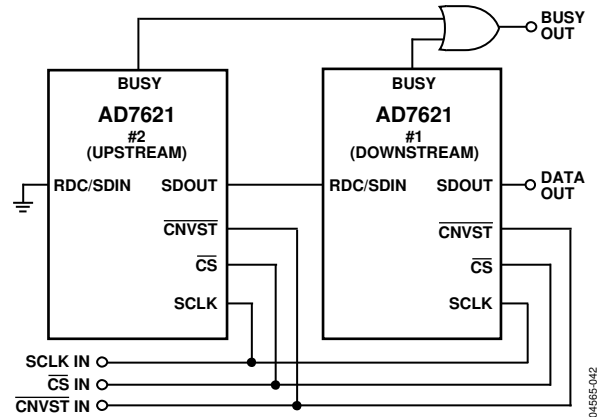 BUSY
OUT
BUSY
AD7621
#2
(UPSTREAM)
RDC/SDIN
SDOUT
CNVST
CS
SCLK
BUSY
AD7621
#1
(DOWNSTREAM)
RDC/SDIN
SDOUT
CNVST
CS
SCLK
DATA
OUT
SCLK IN
CS IN
CNVST IN
04565-042